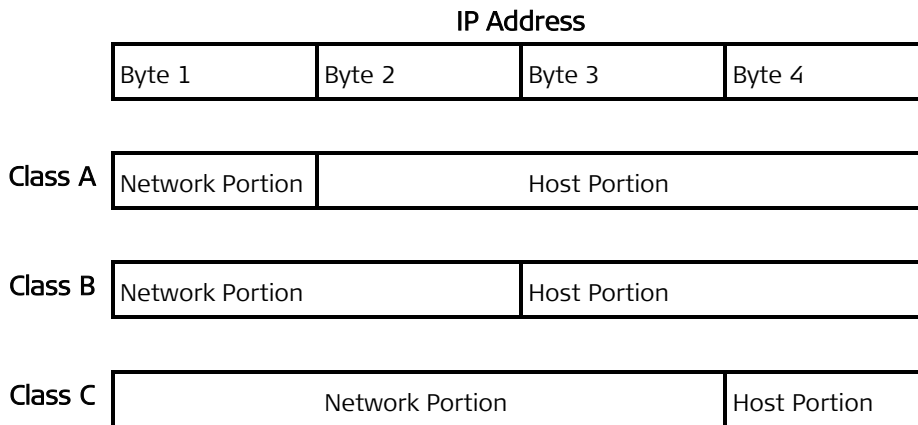 IP Address
Byte 1 Byte 2 Byte 3 Byte 4
Class A Network Portion Host Portion
Class B Network Portion Host Portion
Class C Network Portion Host Portion